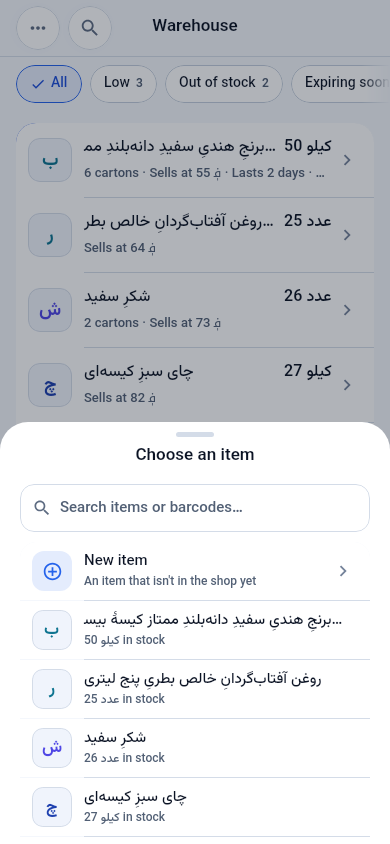 Warehouse
All
Low 3
Out of stock 2
Expiring soon
ب
برنجِ هندیِ سفیدِ دانه‌بلندِ مم…
50 کیلو
6 cartons · Sells at 55 ؋ · Lasts 2 days · …
ر
روغن آفتاب‌گردانِ خالص بطر…
25 عدد
Sells at 64 ؋
ش
شکرِ سفید
26 عدد
2 cartons · Sells at 73 ؋
چ
چای سبزِ کیسه‌ای
27 کیلو
Sells at 82 ؋
Choose an item
Search items or barcodes…
New item
An item that isn't in the shop yet
ب
برنجِ هندیِ سفیدِ دانه‌بلندِ ممتاز کیسهٔ بیس…
50 کیلو in stock
ر
روغن آفتاب‌گردانِ خالص بطریِ پنج لیتری
25 عدد in stock
ش
شکرِ سفید
26 عدد in stock
چ
چای سبزِ کیسه‌ای
27 کیلو in stock